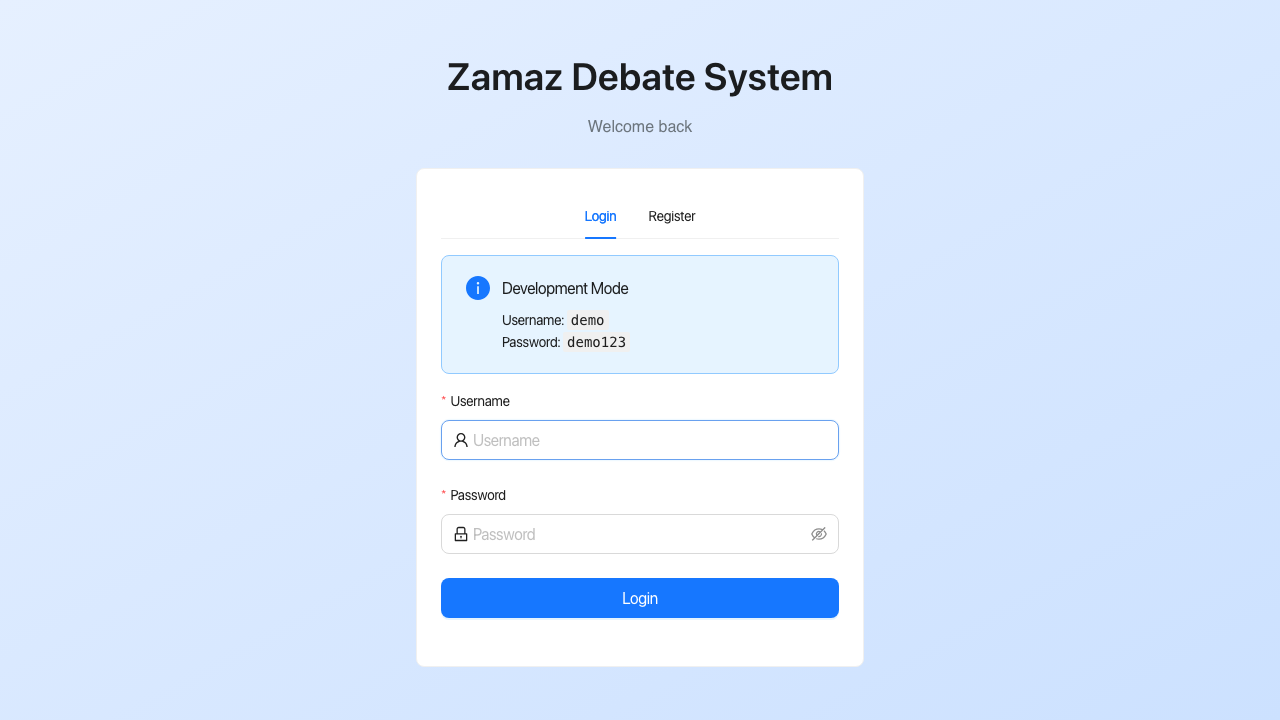 Zamaz Debate System
Welcome back
Login Register
Development Mode
Username: demo
Password: demo123
* Username
Username
* Password
Password
Login